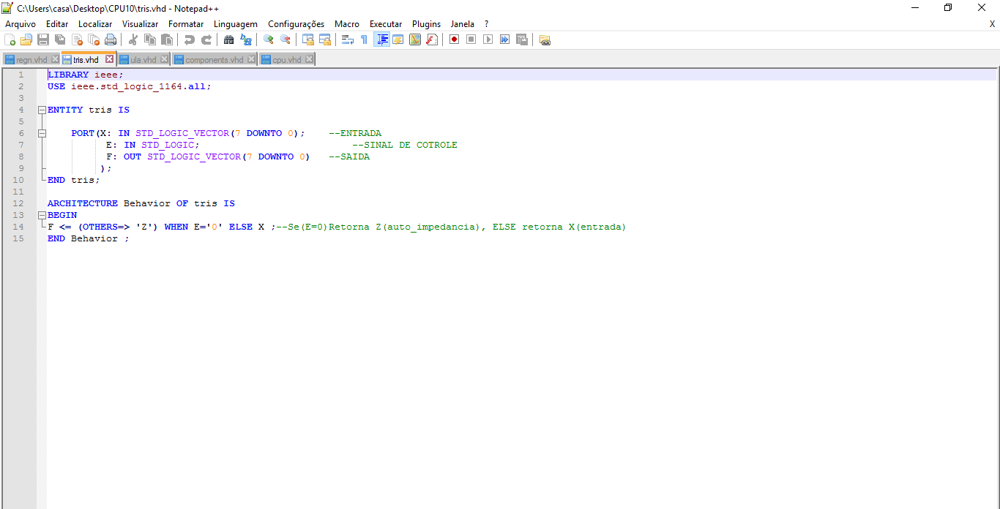 C:\Users\casa\Desktop\CPU10\tris.vhd - Notepad++
Arquivo Editar Localizar Visualizar Formatar Linguagem Configurações Macro Executar Plugins Janela ? X
regn.vhd tris.vhd ula.vhd components.vhd cpu.vhd
1 LIBRARY ieee;
2 USE ieee.std_logic_1164.all;
3
4 ENTITY tris IS
5
6 PORT(X: IN STD_LOGIC_VECTOR(7 DOWNTO 0); --ENTRADA
7 E: IN STD_LOGIC; --SINAL DE COTROLE
8 F: OUT STD_LOGIC_VECTOR(7 DOWNTO 0) --SAIDA
9 );
10 END tris;
11
12 ARCHITECTURE Behavior OF tris IS
13 BEGIN
14 F <= (OTHERS=> 'Z') WHEN E='0' ELSE X ;--Se(E=0)Retorna Z(auto_impedancia), ELSE retorna X(entrada)
15 END Behavior ;